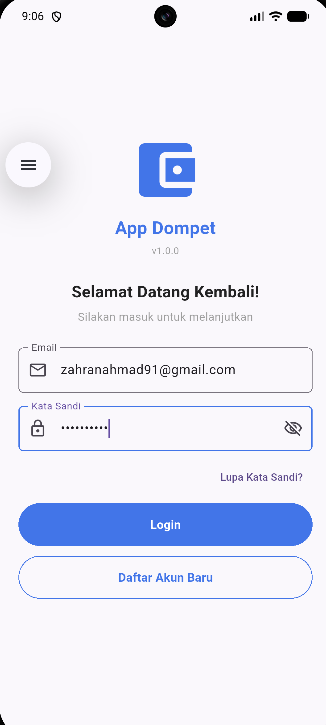 9:06
App Dompet
v1.0.0
Selamat Datang Kembali!
Silakan masuk untuk melanjutkan
Email
zahranahmad91@gmail.com
Kata Sandi
••••••••••
Lupa Kata Sandi?
Login
Daftar Akun Baru